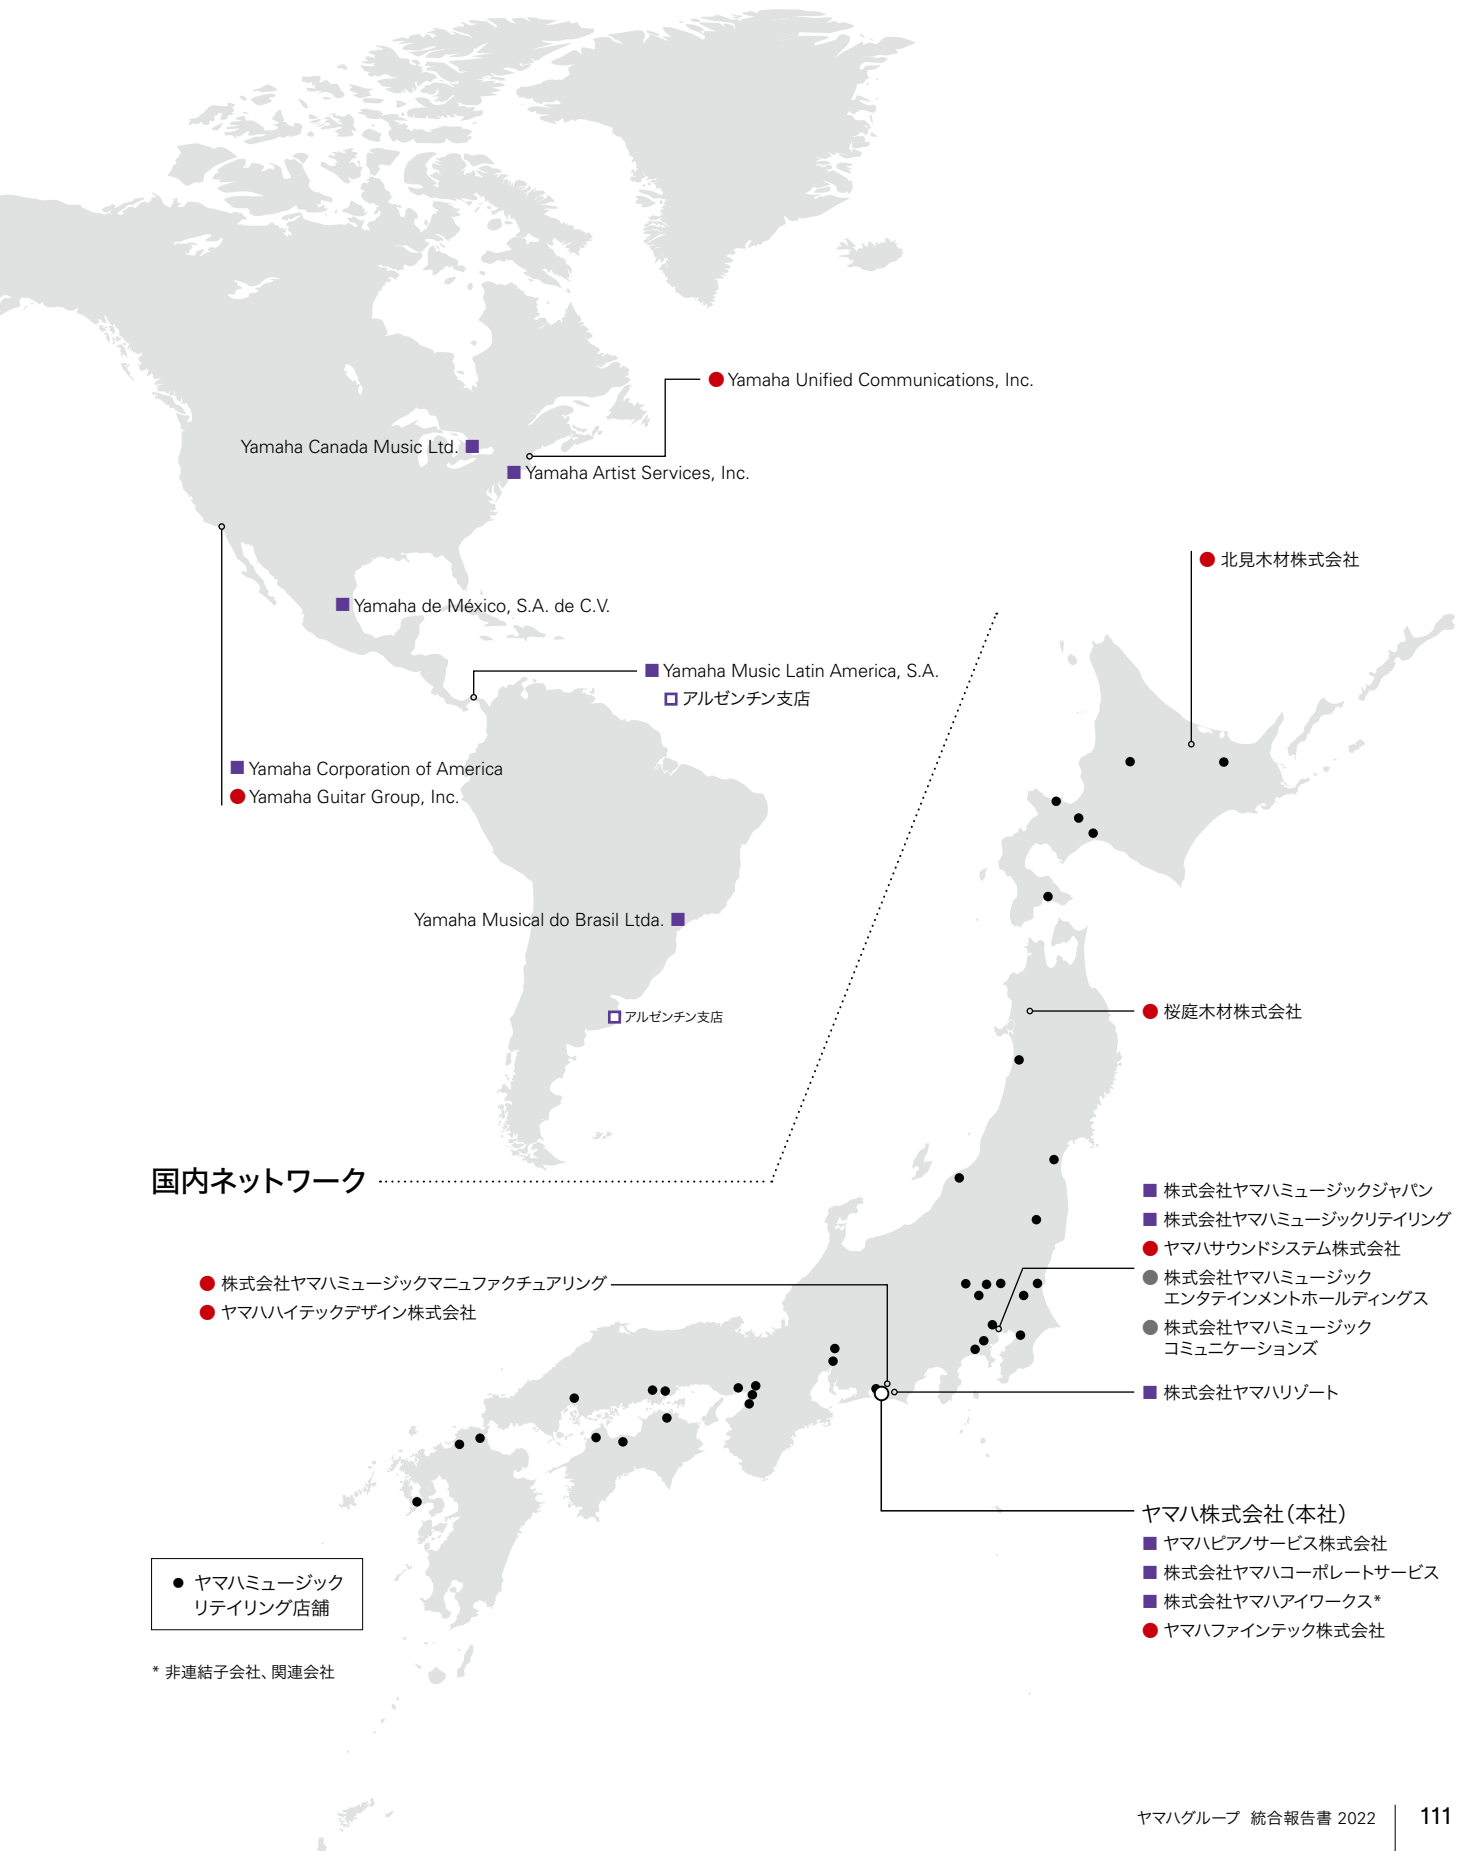 ● Yamaha Unified Communications, Inc.
Yamaha Canada Music Ltd. ■
■ Yamaha Artist Services, Inc.
■ Yamaha de México, S.A. de C.V.
■ Yamaha Music Latin America, S.A.
□ アルゼンチン支店
■ Yamaha Corporation of America
● Yamaha Guitar Group, Inc.
Yamaha Musical do Brasil Ltda. ■
□ アルゼンチン支店
国内ネットワーク
● 北見木材株式会社
● 桜庭木材株式会社
■ 株式会社ヤマハミュージックジャパン
■ 株式会社ヤマハミュージックリテイリング
● ヤマハサウンドシステム株式会社
● 株式会社ヤマハミュージック
エンタテインメントホールディングス
● 株式会社ヤマハミュージック
コミュニケーションズ
● 株式会社ヤマハミュージックマニュファクチュアリング
● ヤマハハイテックデザイン株式会社
■ 株式会社ヤマハリゾート
ヤマハ株式会社（本社）
■ ヤマハピアノサービス株式会社
■ 株式会社ヤマハコーポレートサービス
■ 株式会社ヤマハアイワークス*
● ヤマハファインテック株式会社
● ヤマハミュージック
リテイリング店舗
* 非連結子会社、関連会社
ヤマハグループ 統合報告書 2022 111